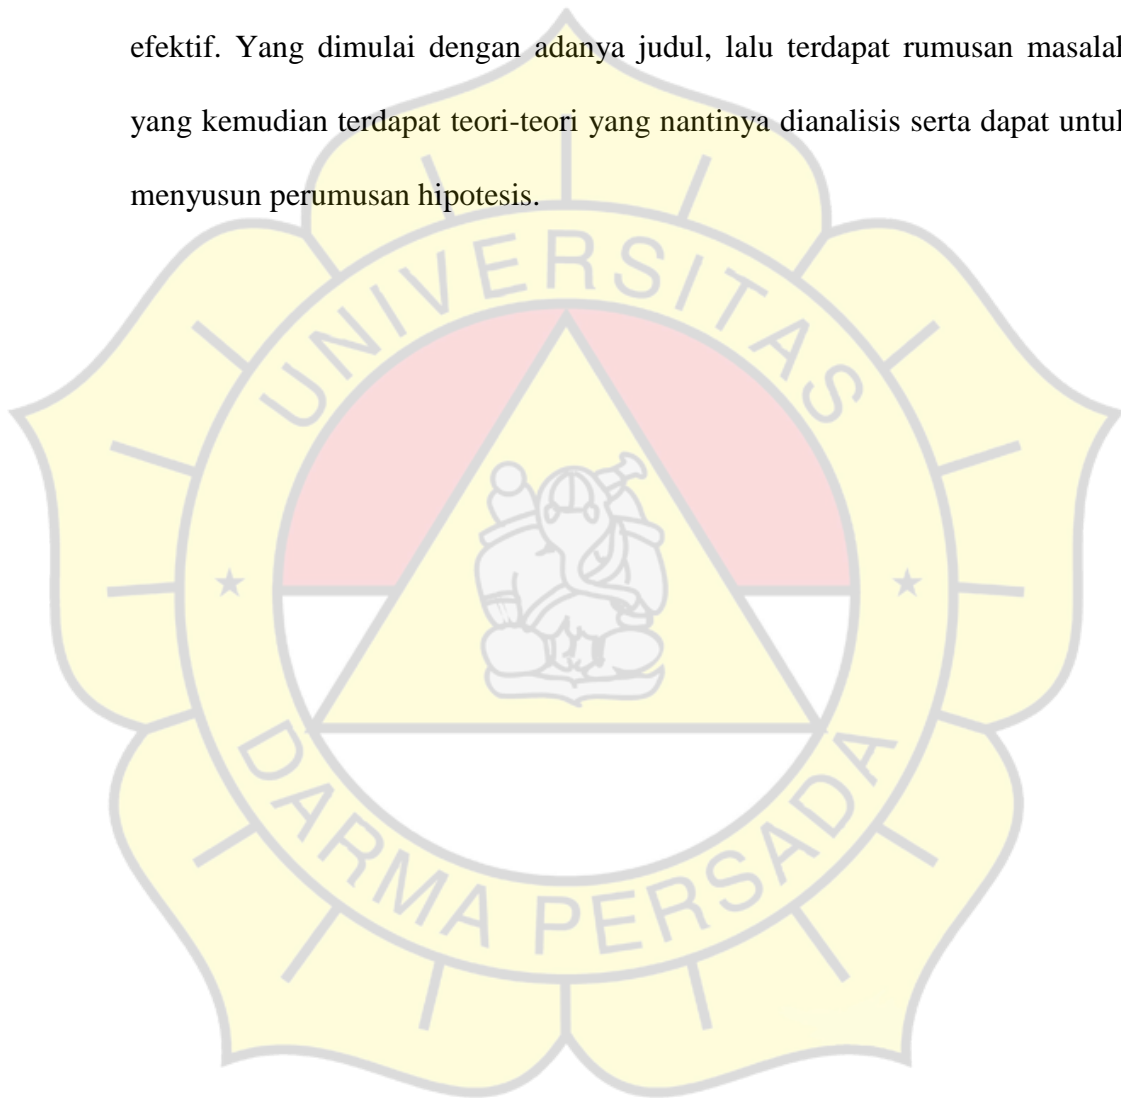 efektif. Yang dimulai dengan adanya judul, lalu terdapat rumusan masalah
yang kemudian terdapat teori-teori yang nantinya dianalisis serta dapat untuk
menyusun perumusan hipotesis.
UNIVERSITAS
DARMA PERSADA